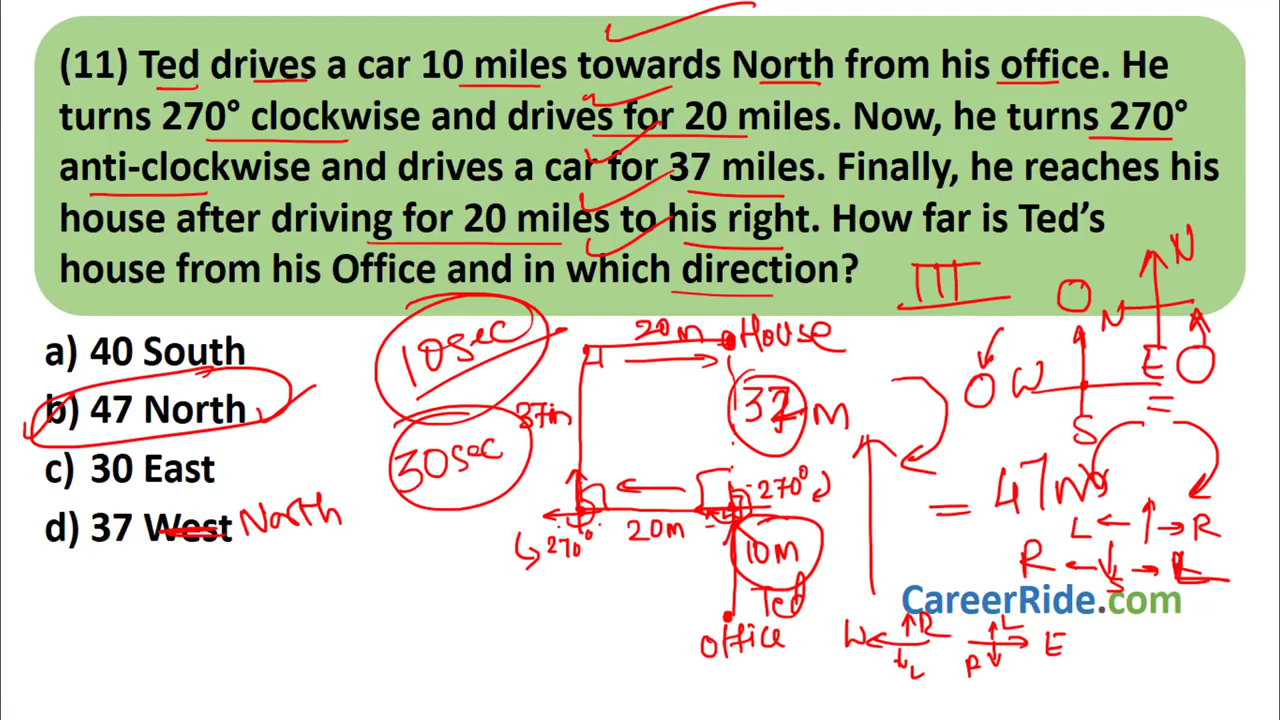 (11) Ted drives a car 10 miles towards North from his office. He
turns 270° clockwise and drives for 20 miles. Now, he turns 270°
anti-clockwise and drives a car for 37 miles. Finally, he reaches his
house after driving for 20 miles to his right. How far is Ted's
house from his Office and in which direction?
III
N
N
E
W
S
a) 40 South
b) 47 North
c) 30 East
d) 37 West North
10sec
30sec
20m House
37m
37 M
270°
20m
270°
10m
Ted
office
= 47m
L R
R L
CareerRide.com
W R L E
L R